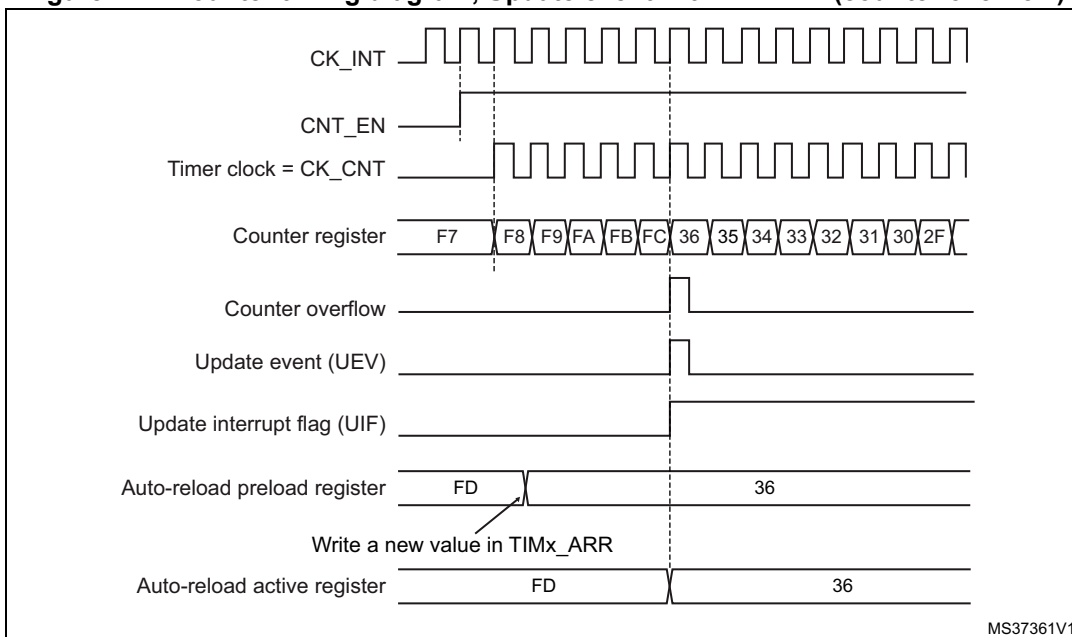 CK_INT
CNT_EN
Timer clock = CK_CNT
Counter register F7 F8 F9 FA FB FC 36 35 34 33 32 31 30 2F
Counter overflow
Update event (UEV)
Update interrupt flag (UIF)
Auto-reload preload register FD 36
Write a new value in TIMx_ARR
Auto-reload active register FD 36
MS37361V1